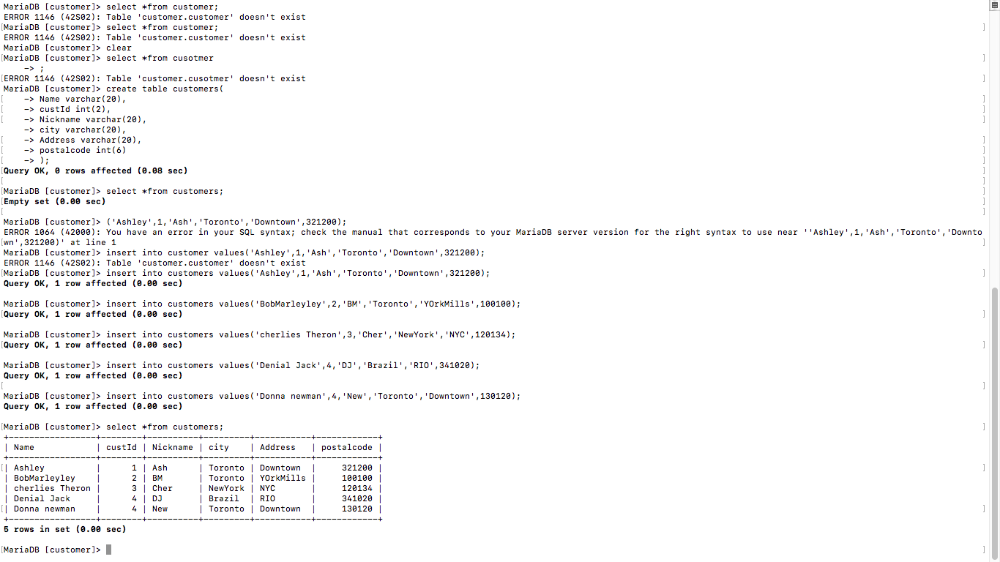 MariaDB [customer]> select *from customer;
ERROR 1146 (42S02): Table 'customer.customer' doesn't exist
[MariaDB [customer]> select *from customer; ]
ERROR 1146 (42S02): Table 'customer.customer' doesn't exist
MariaDB [customer]> clear
[MariaDB [customer]> select *from cusotmer ]
    -> ;
[ERROR 1146 (42S02): Table 'customer.cusotmer' doesn't exist ]
MariaDB [customer]> create table customers(
[    -> Name varchar(20), ]
[    -> custId int(2), ]
[    -> Nickname varchar(20), ]
    -> city varchar(20),
[    -> Address varchar(20), ]
[    -> postalcode int(6) ]
[    -> ); ]
[Query OK, 0 rows affected (0.08 sec) ]
[ ]
[MariaDB [customer]> select *from customers; ]
[Empty set (0.00 sec) ]
[ ]
MariaDB [customer]> ('Ashley',1,'Ash','Toronto','Downtown',321200);
ERROR 1064 (42000): You have an error in your SQL syntax; check the manual that corresponds to your MariaDB server version for the right syntax to use near ''Ashley',1,'Ash','Toronto','Downto
[wn',321200)' at line 1 ]
MariaDB [customer]> insert into customer values('Ashley',1,'Ash','Toronto','Downtown',321200);
ERROR 1146 (42S02): Table 'customer.customer' doesn't exist
[MariaDB [customer]> insert into customers values('Ashley',1,'Ash','Toronto','Downtown',321200); ]
Query OK, 1 row affected (0.00 sec)
MariaDB [customer]> insert into customers values('BobMarleyley',2,'BM','Toronto','YOrkMills',100100);
[Query OK, 1 row affected (0.00 sec) ]
MariaDB [customer]> insert into customers values('cherlies Theron',3,'Cher','NewYork','NYC',120134);
[Query OK, 1 row affected (0.00 sec) ]
MariaDB [customer]> insert into customers values('Denial Jack',4,'DJ','Brazil','RIO',341020);
Query OK, 1 row affected (0.00 sec)
[ ]
MariaDB [customer]> insert into customers values('Donna newman',4,'New','Toronto','Downtown',130120);
Query OK, 1 row affected (0.00 sec)
[MariaDB [customer]> select *from customers; ]
+-----------------+--------+----------+---------+-----------+------------+
| Name            | custId | Nickname | city    | Address   | postalcode |
+-----------------+--------+----------+---------+-----------+------------+
[| Ashley          |      1 | Ash      | Toronto | Downtown  |     321200 | ]
| BobMarleyley    |      2 | BM       | Toronto | YOrkMills |     100100 |
| cherlies Theron |      3 | Cher     | NewYork | NYC       |     120134 |
| Denial Jack     |      4 | DJ       | Brazil  | RIO       |     341020 |
[| Donna newman    |      4 | New      | Toronto | Downtown  |     130120 | ]
+-----------------+--------+----------+---------+-----------+------------+
5 rows in set (0.00 sec)
[MariaDB [customer]> ]